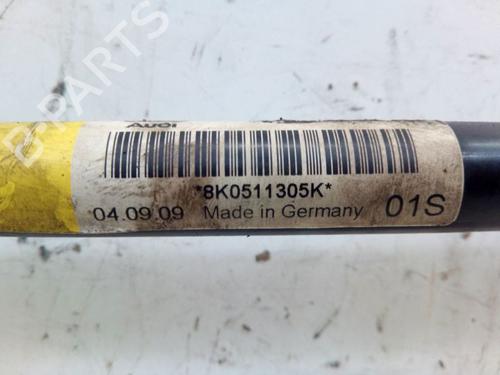 AUDI
*8K0511305K*
04.09.09 Made in Germany 01S
B-PARTS